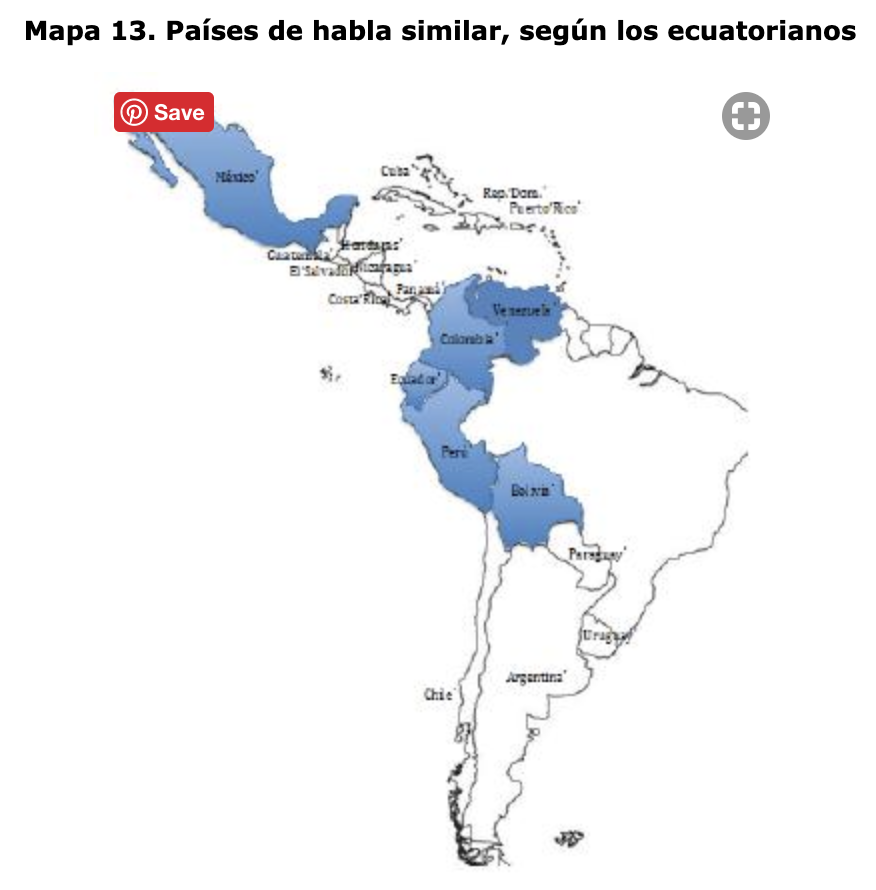 Mapa 13. Países de habla similar, según los ecuatorianos
Save
México
Cuba
Rep. Dom.
Puerto Rico
Honduras
Guatemala
El Salvador
Nicaragua
Panamá
Costa Rica
Venezuela
Colombia
Ecuador
Perú
Bolivia
Paraguay
Uruguay
Argentina
Chile